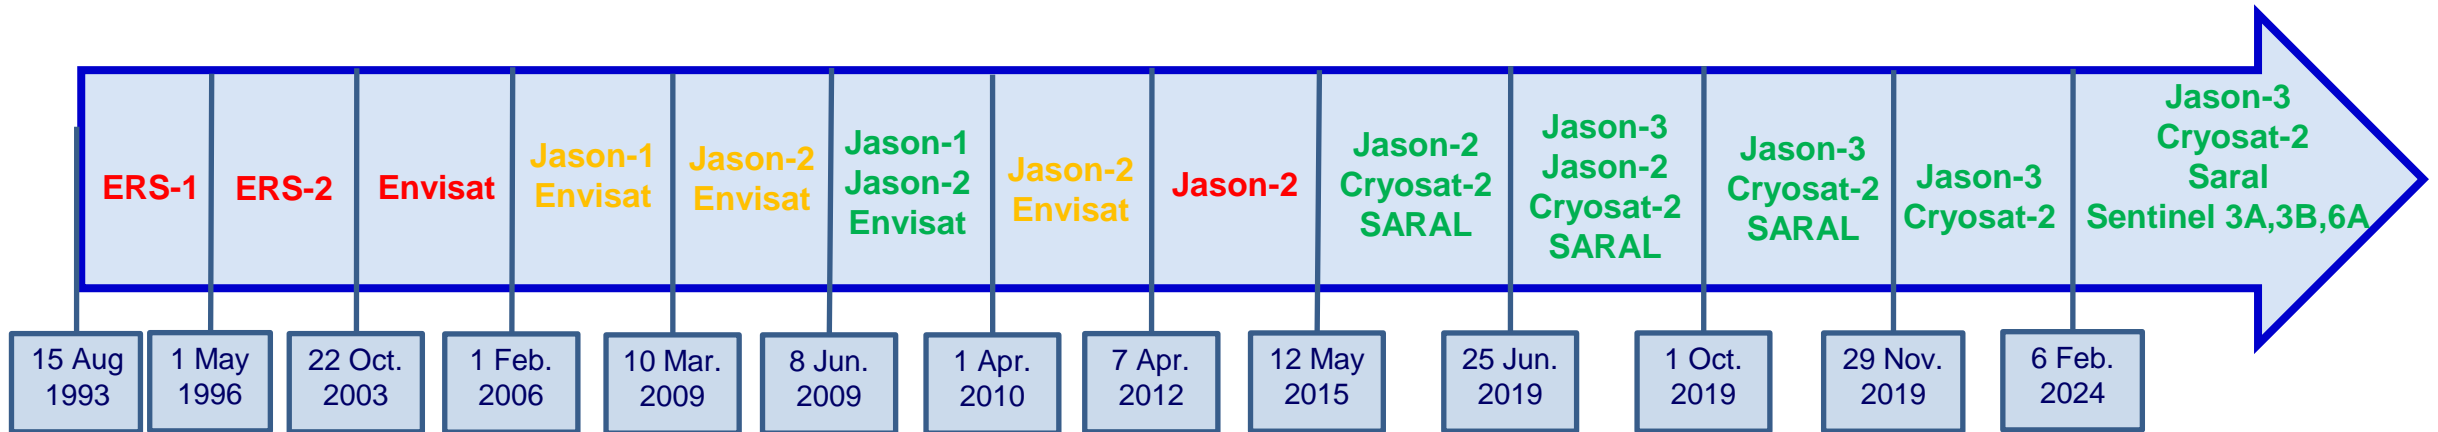 ERS-1
ERS-2
Envisat
Jason-1
Envisat
Jason-2
Envisat
Jason-1
Jason-2
Envisat
Jason-2
Envisat
Jason-2
Jason-2
Cryosat-2
SARAL
Jason-3
Jason-2
Cryosat-2
SARAL
Jason-3
Cryosat-2
SARAL
Jason-3
Cryosat-2
Jason-3
Cryosat-2
Saral
Sentinel 3A,3B,6A
15 Aug
1993
1 May
1996
22 Oct.
2003
1 Feb.
2006
10 Mar.
2009
8 Jun.
2009
1 Apr.
2010
7 Apr.
2012
12 May
2015
25 Jun.
2019
1 Oct.
2019
29 Nov.
2019
6 Feb.
2024